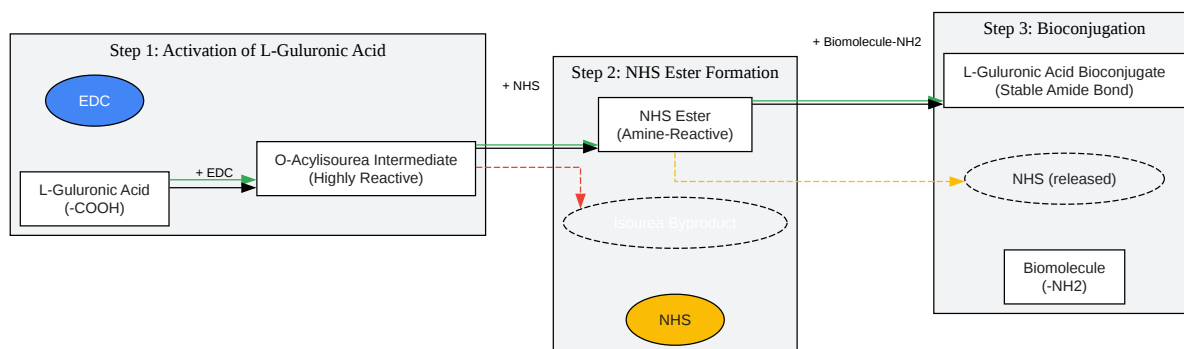 Step 1: Activation of L-Guluronic Acid
EDC
L-Guluronic Acid
(-COOH)
+ EDC
O-Acylisourea Intermediate
(Highly Reactive)
+ NHS
Step 2: NHS Ester Formation
NHS Ester
(Amine-Reactive)
Isourea Byproduct
NHS
+ Biomolecule-NH2
Step 3: Bioconjugation
L-Guluronic Acid Bioconjugate
(Stable Amide Bond)
NHS (released)
Biomolecule
(-NH2)